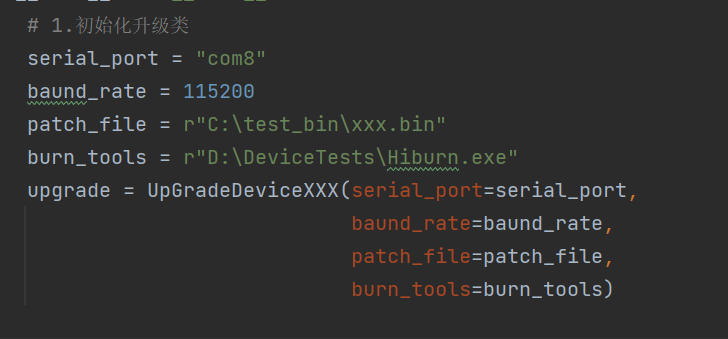 # 1.初始化升级类
serial_port = "com8"
baund_rate = 115200
patch_file = r"C:\test_bin\xxx.bin"
burn_tools = r"D:\DeviceTests\Hiburn.exe"
upgrade = UpGradeDeviceXXX(serial_port=serial_port,
baund_rate=baund_rate,
patch_file=patch_file,
burn_tools=burn_tools)